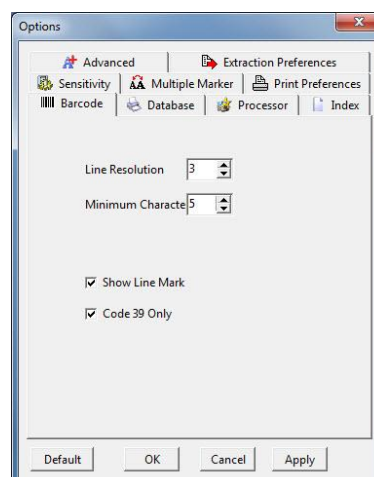 Options
Advanced Extraction Preferences
Sensitivity Multiple Marker Print Preferences
Barcode Database Processor Index
Line Resolution 3
Minimum Characte 5
Show Line Mark
Code 39 Only
Default OK Cancel Apply